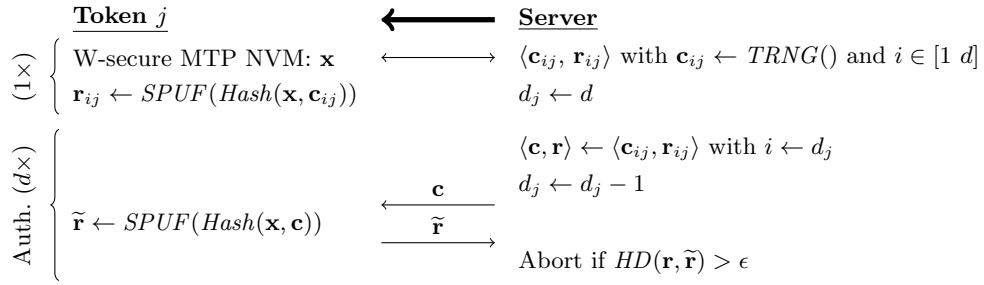 Token j Server
(1×) W-secure MTP NVM: x ⟨c_ij, r_ij⟩ with c_ij ← TRNG() and i ∈ [1 d]
r_ij ← SPUF(Hash(x, c_ij)) d_j ← d
Auth. (d×) ⟨c, r⟩ ← ⟨c_ij, r_ij⟩ with i ← d_j
d_j ← d_j − 1
c
r̃ ← SPUF(Hash(x, c)) r̃
Abort if HD(r, r̃) > ϵ